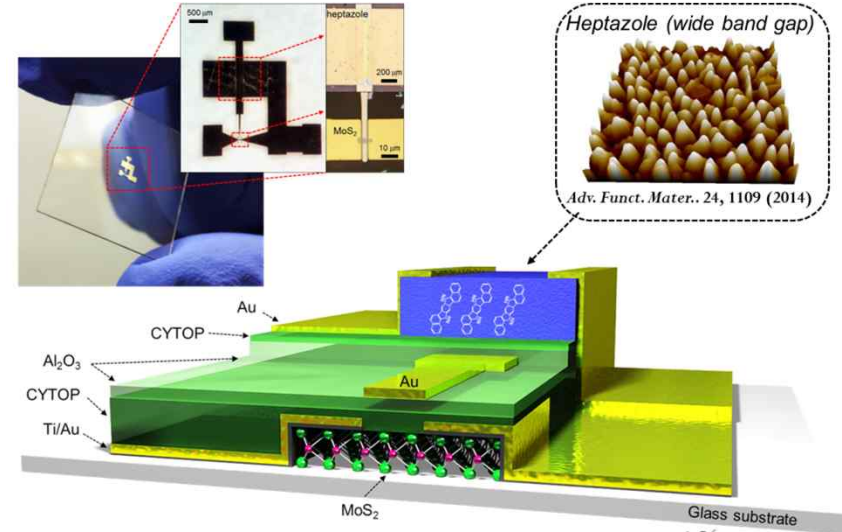 500 μm
heptazole
200 μm
MoS₂
10 μm
Heptazole (wide band gap)
Adv. Funct. Mater.. 24, 1109 (2014)
Au
CYTOP
Al₂O₃
CYTOP
Ti/Au
Au
MoS₂
Glass substrate